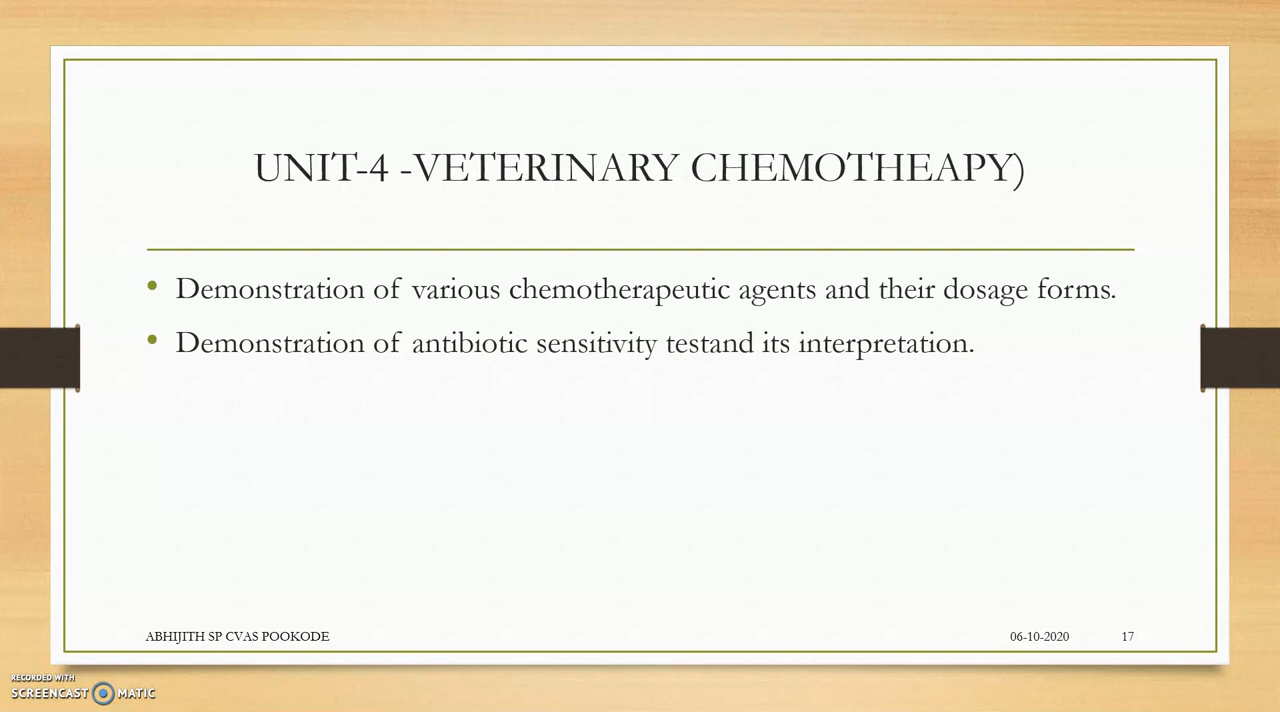 UNIT-4 -VETERINARY CHEMOTHEAPY)
• Demonstration of various chemotherapeutic agents and their dosage forms.
• Demonstration of antibiotic sensitivity testand its interpretation.
ABHIJITH SP CVAS POOKODE 06-10-2020 17
RECORDED WITH
SCREENCAST MATIC